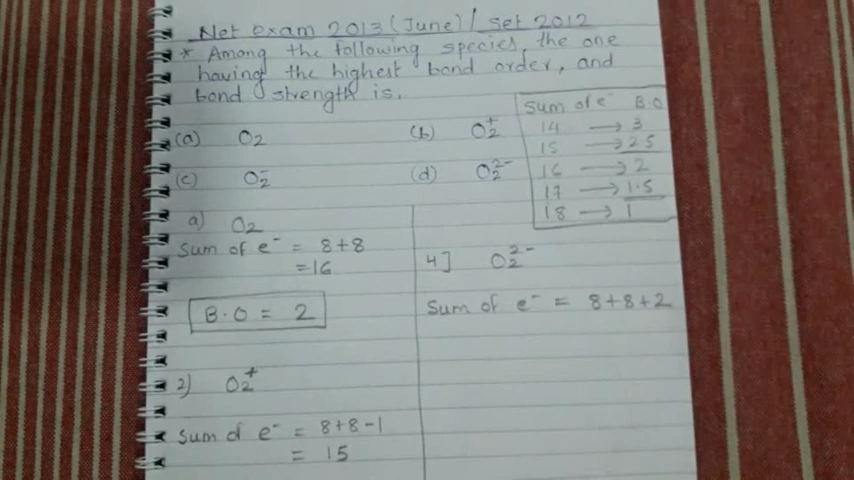 Net exam 2013 (June) / Set 2012
* Among the following species, the one
having the highest bond order, and
bond strength is.
(a) O₂ (b) O₂⁺
(c) O₂⁻ (d) O₂²⁻
Sum of e⁻ B.O
14 → 3
15 → 2.5
16 → 2
17 → 1.5
18 → 1
a) O₂
Sum of e⁻ = 8+8
=16
B.O = 2
2) O₂⁺
Sum of e⁻ = 8+8-1
= 15
4] O₂²⁻
Sum of e⁻ = 8+8+2